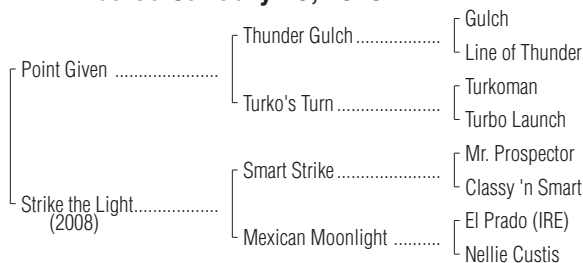 Gulch
Thunder Gulch
Line of Thunder
Point Given
Turkoman
Turko's Turn
Turbo Launch
Mr. Prospector
Smart Strike
Classy 'n Smart
Strike the Light
(2008)
El Prado (IRE)
Mexican Moonlight
Nellie Custis